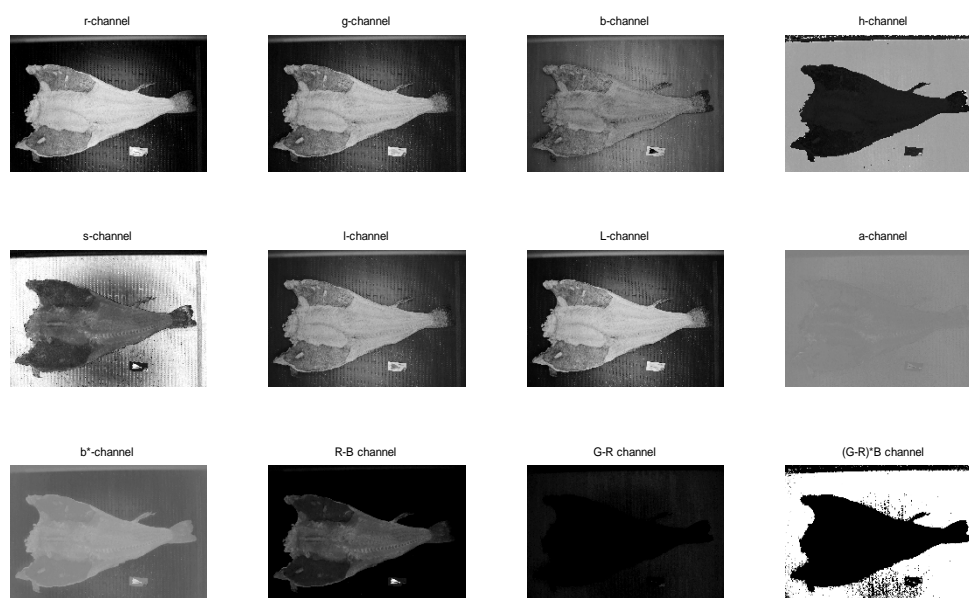 r-channel
g-channel
b-channel
h-channel
s-channel
I-channel
L-channel
a-channel
b*-channel
R-B channel
G-R channel
(G-R)*B channel